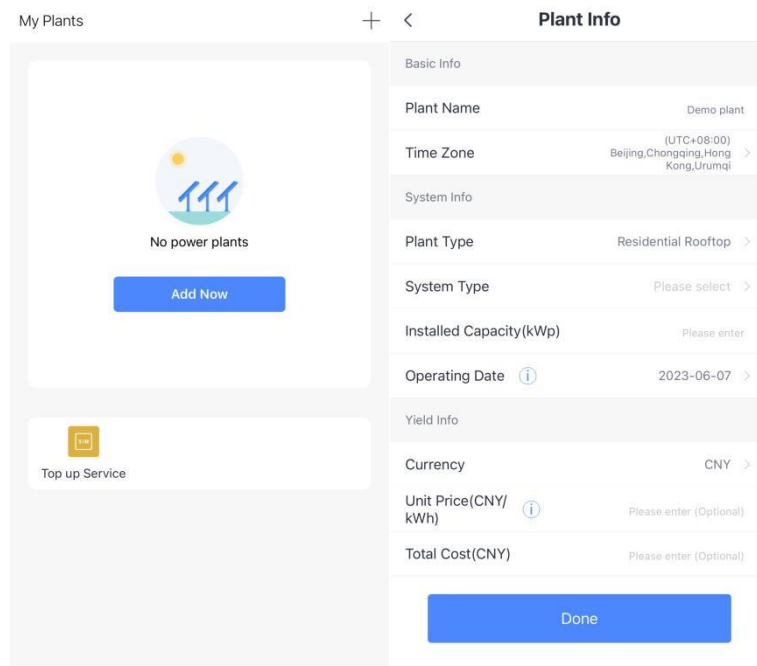 My Plants
No power plants
Add Now
SIM
Top up Service
Plant Info
Basic Info
Plant Name
Demo plant
Time Zone
(UTC+08:00)
Beijing,Chongqing,Hong
Kong,Urumqi
System Info
Plant Type
Residential Rooftop
System Type
Please select
Installed Capacity(kWp)
Please enter
Operating Date
2023-06-07
Yield Info
Currency
CNY
Unit Price(CNY/
kWh)
Please enter (Optional)
Total Cost(CNY)
Please enter (Optional)
Done